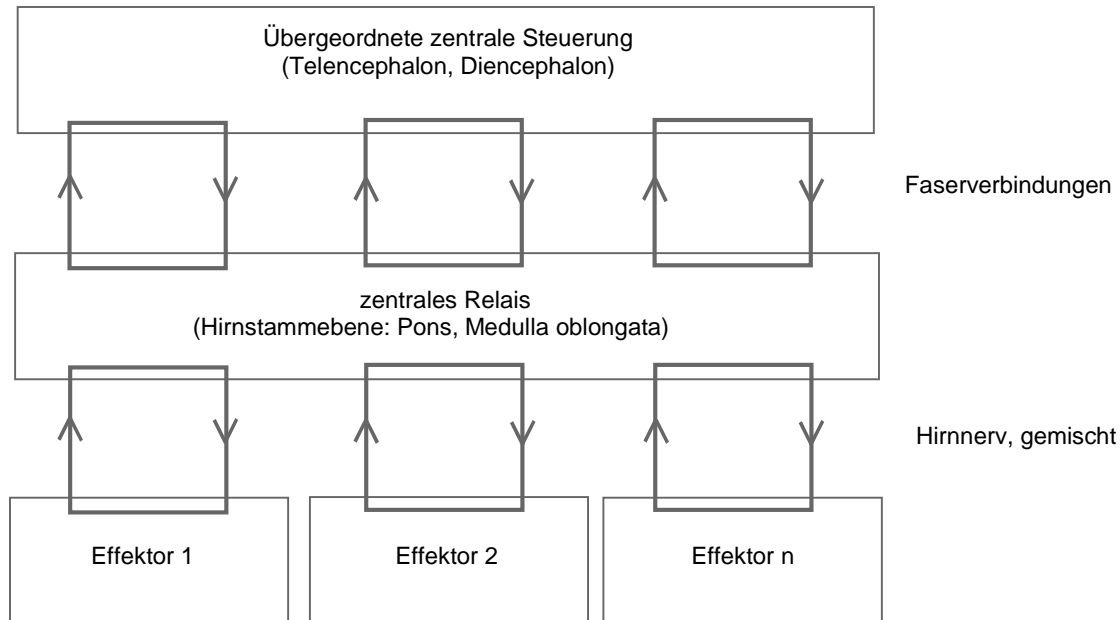 Übergeordnete zentrale Steuerung
(Telencephalon, Diencephalon)
Faserverbindungen
zentrales Relais
(Hirnstammebene: Pons, Medulla oblongata)
Hirnnerv, gemischt
Effektor 1
Effektor 2
Effektor n